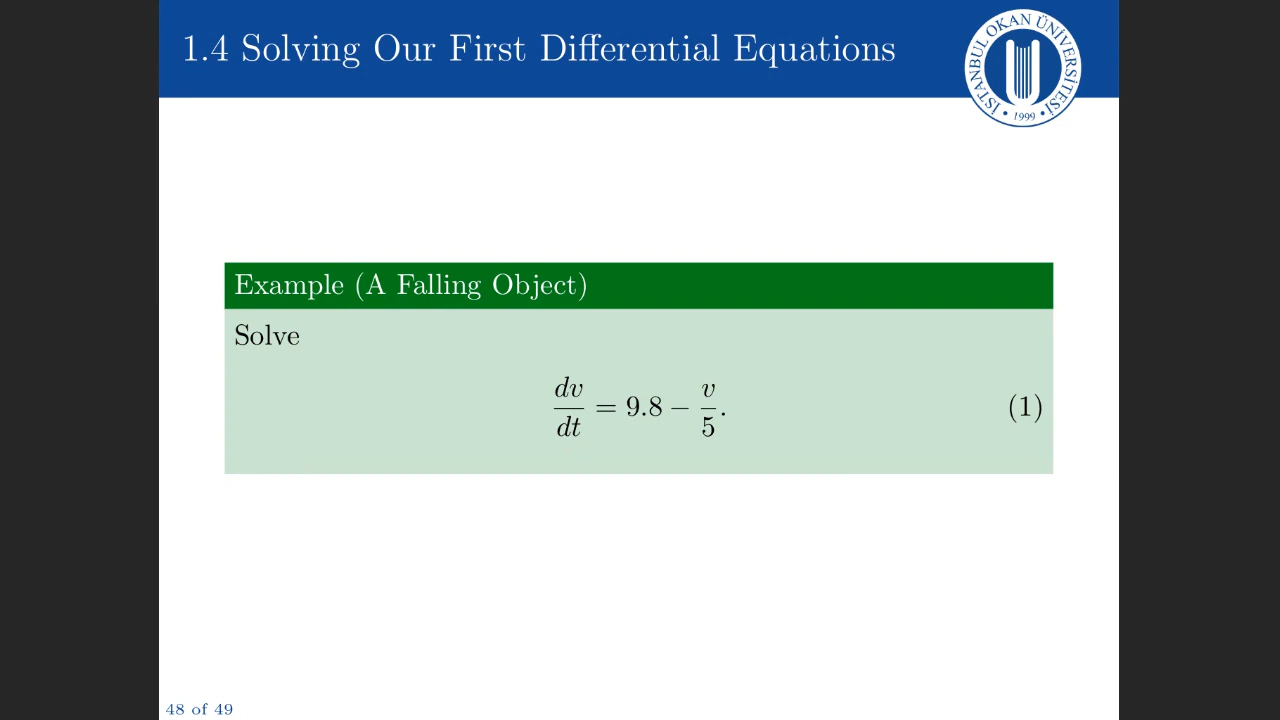 1.4 Solving Our First Differential Equations
İSTANBUL OKAN ÜNİVERSİTESİ
• 1999 •
Example (A Falling Object)
Solve
dv/dt = 9.8 − v/5. (1)
48 of 49